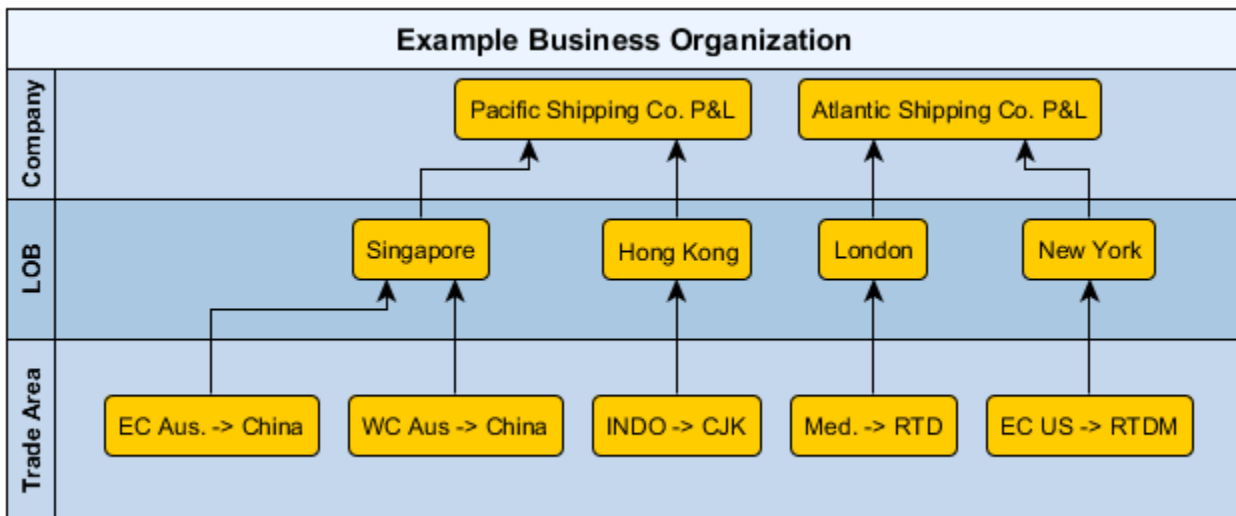 Example Business Organization
Company
Pacific Shipping Co. P&L
Atlantic Shipping Co. P&L
LOB
Singapore
Hong Kong
London
New York
Trade Area
EC Aus. -> China
WC Aus -> China
INDO -> CJK
Med. -> RTD
EC US -> RTDM